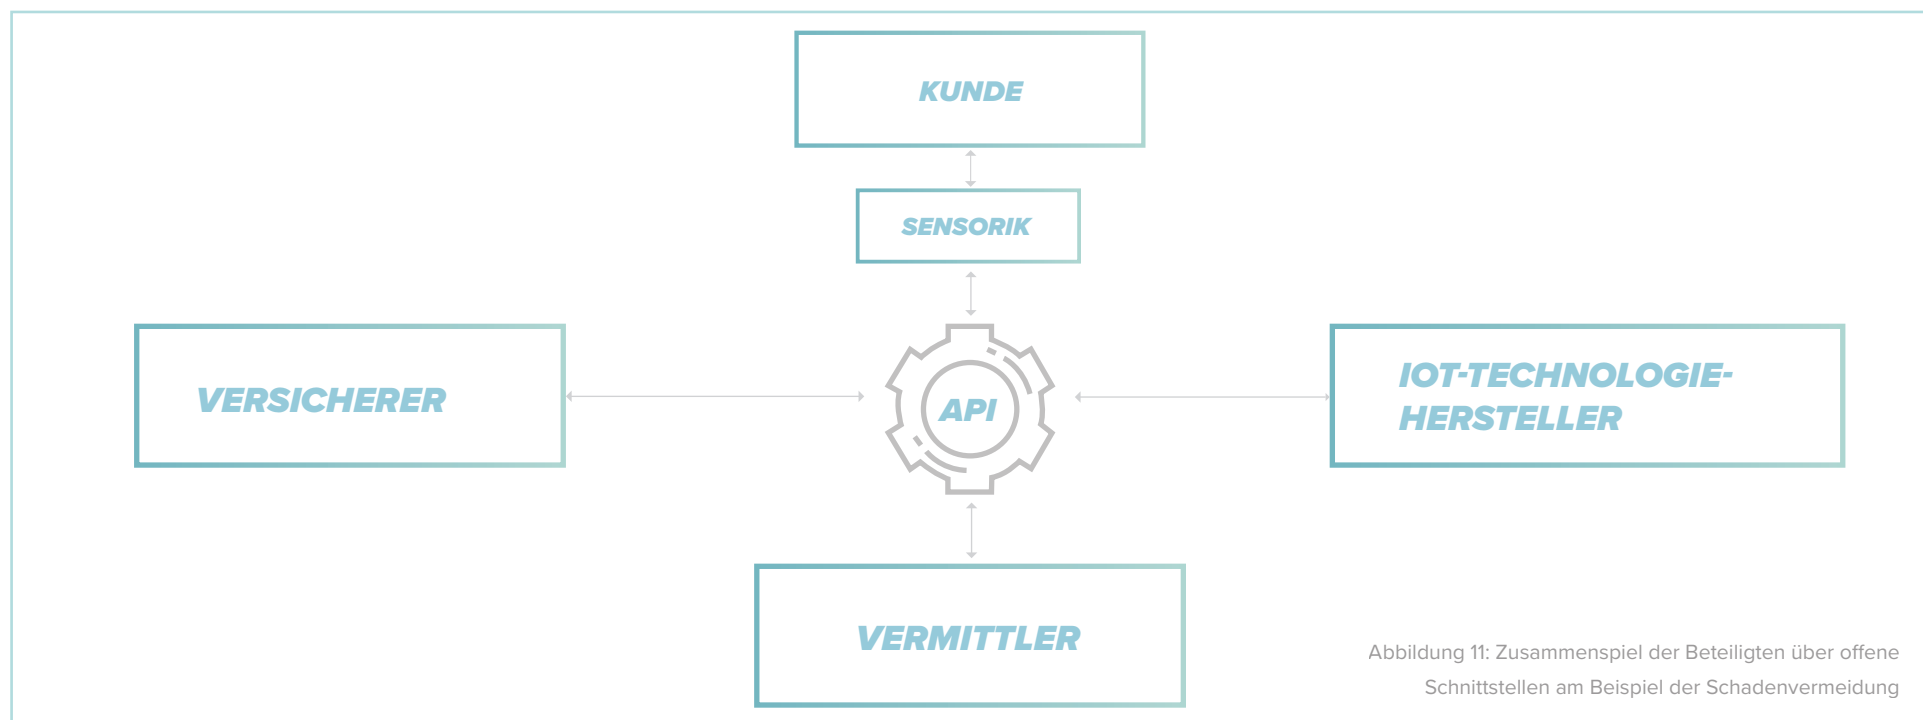 KUNDE
SENSORIK
VERSICHERER
API
IOT-TECHNOLOGIE-
HERSTELLER
VERMITTLER
Abbildung 11: Zusammenspiel der Beteiligten über offene
Schnittstellen am Beispiel der Schadenvermeidung